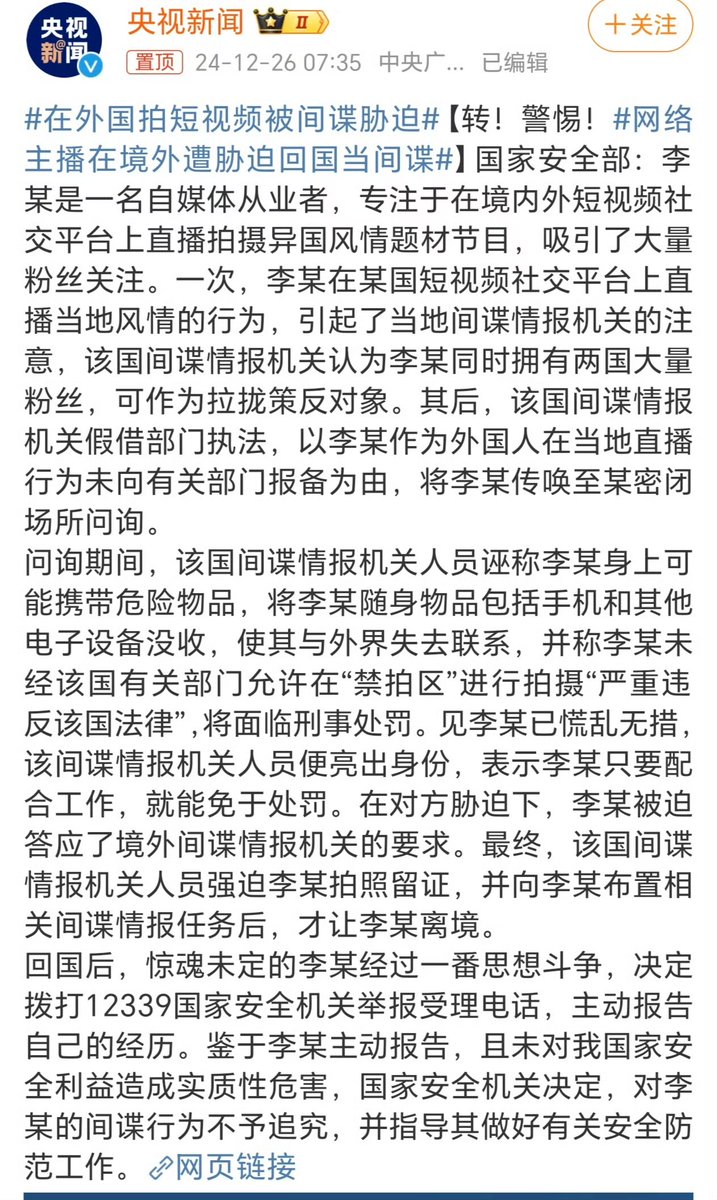 央视
新@闻
V
央视新闻 II
+关注
置顶 24-12-26 07:35 中央广... 已编辑
#在外国拍短视频被间谍胁迫#【转！警惕！#网络
主播在境外遭胁迫回国当间谍#】国家安全部：李
某是一名自媒体从业者，专注于在境内外短视频社
交平台上直播拍摄异国风情题材节目，吸引了大量
粉丝关注。一次，李某在某国短视频社交平台上直
播当地风情的行为，引起了当地间谍情报机关的注
意，该国间谍情报机关认为李某同时拥有两国大量
粉丝，可作为拉拢策反对象。其后，该国间谍情报
机关假借部门执法，以李某作为外国人在当地直播
行为未向有关部门报备为由，将李某传唤至某密闭
场所问询。
问询期间，该国间谍情报机关人员诬称李某身上可
能携带危险物品，将李某随身物品包括手机和其他
电子设备没收，使其与外界失去联系，并称李某未
经该国有关部门允许在“禁拍区”进行拍摄“严重违
反该国法律”，将面临刑事处罚。见李某已慌乱无措，
该间谍情报机关人员便亮出身份，表示李某只要配
合工作，就能免于处罚。在对方胁迫下，李某被迫
答应了境外间谍情报机关的要求。最终，该国间谍
情报机关人员强迫李某拍照留证，并向李某布置相
关间谍情报任务后，才让李某离境。
回国后，惊魂未定的李某经过一番思想斗争，决定
拨打12339国家安全机关举报受理电话，主动报告
自己的经历。鉴于李某主动报告，且未对我国家安
全利益造成实质性危害，国家安全机关决定，对李
某的间谍行为不予追究，并指导其做好有关安全防
范工作。网页链接